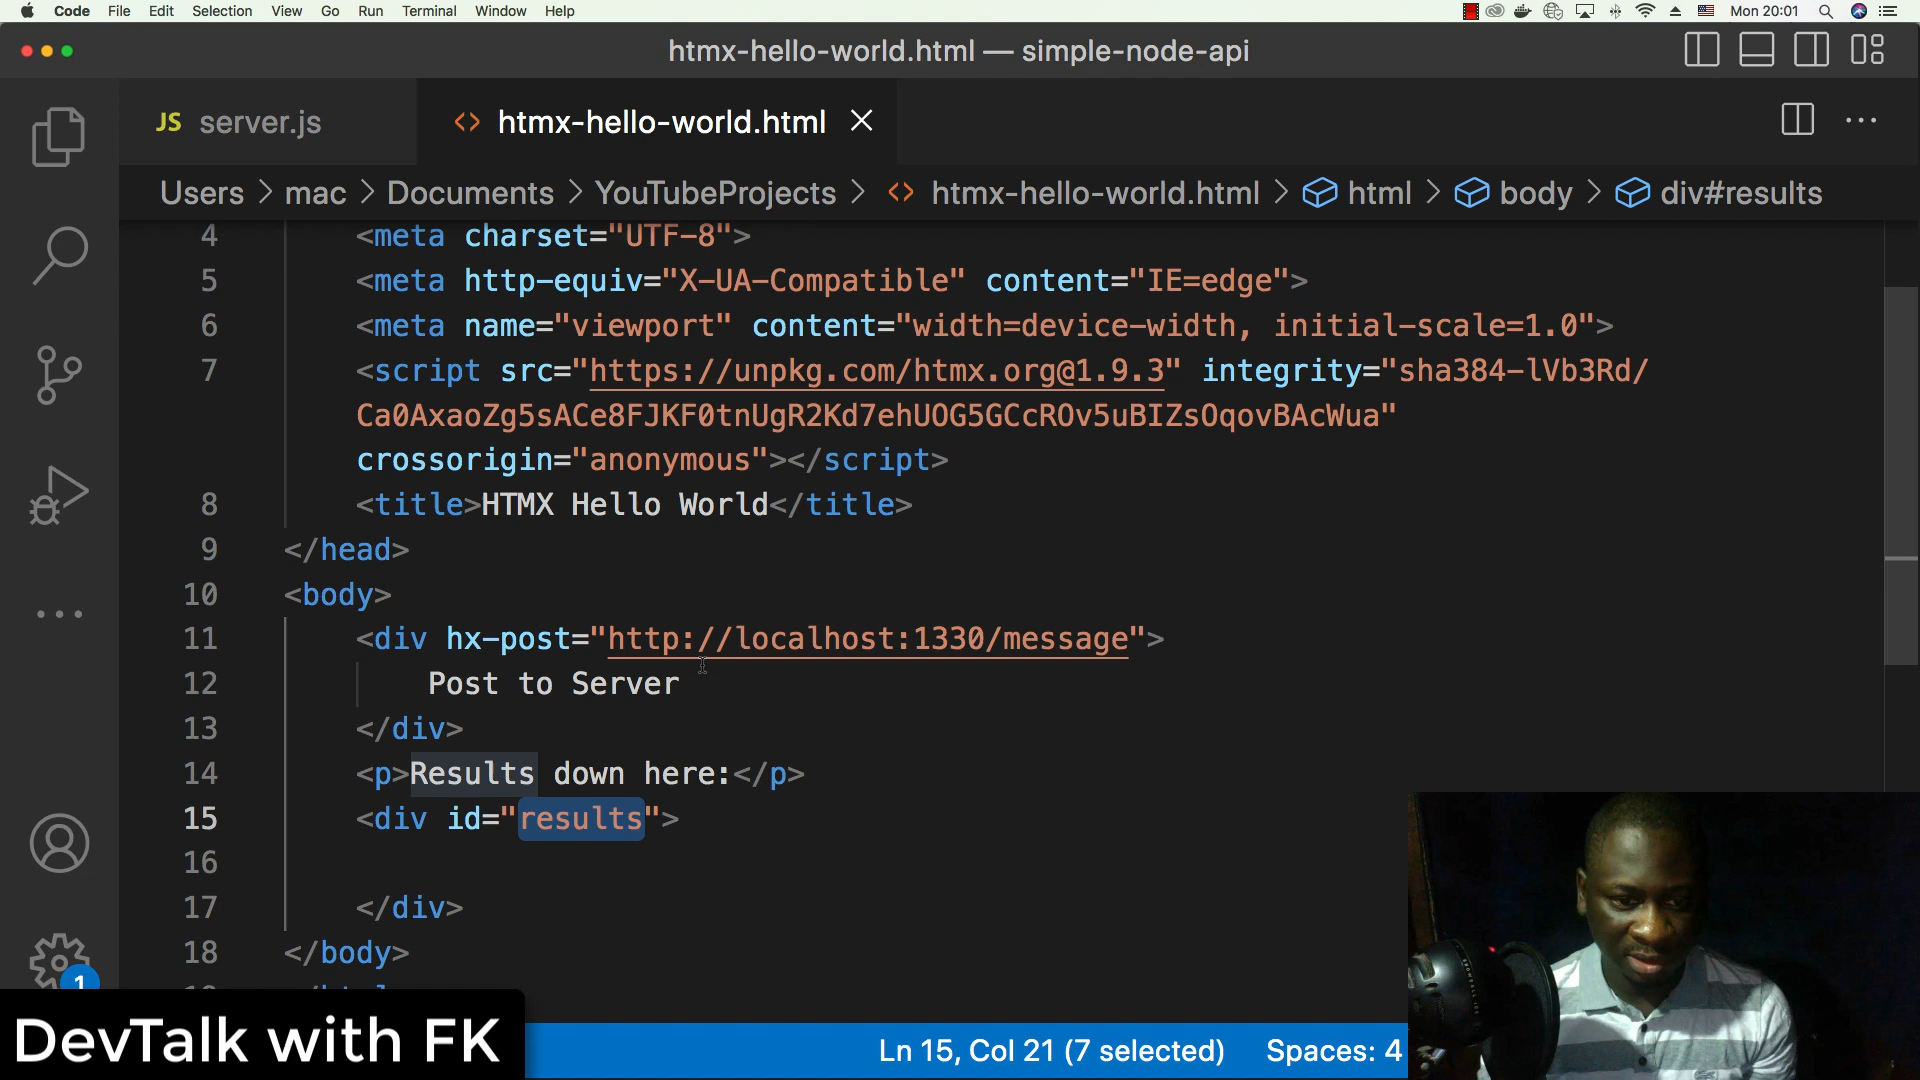 Code File Edit Selection View Go Run Terminal Window Help Mon 20:01
htmx-hello-world.html — simple-node-api
JS server.js <> htmx-hello-world.html
Users > mac > Documents > YouTubeProjects > <> htmx-hello-world.html > html > body > div#results
4 <meta charset="UTF-8">
5 <meta http-equiv="X-UA-Compatible" content="IE=edge">
6 <meta name="viewport" content="width=device-width, initial-scale=1.0">
7 <script src="https://unpkg.com/htmx.org@1.9.3" integrity="sha384-lVb3Rd/
Ca0AxaoZg5sACe8FJKF0tnUgR2Kd7ehUOG5GCcROv5uBIZsOqovBAcWua"
crossorigin="anonymous"></script>
8 <title>HTMX Hello World</title>
9 </head>
10 <body>
11 <div hx-post="http://localhost:1330/message">
12 Post to Server
13 </div>
14 <p>Results down here:</p>
15 <div id="results">
16
17 </div>
18 </body>
1
DevTalk with FK
Ln 15, Col 21 (7 selected) Spaces: 4